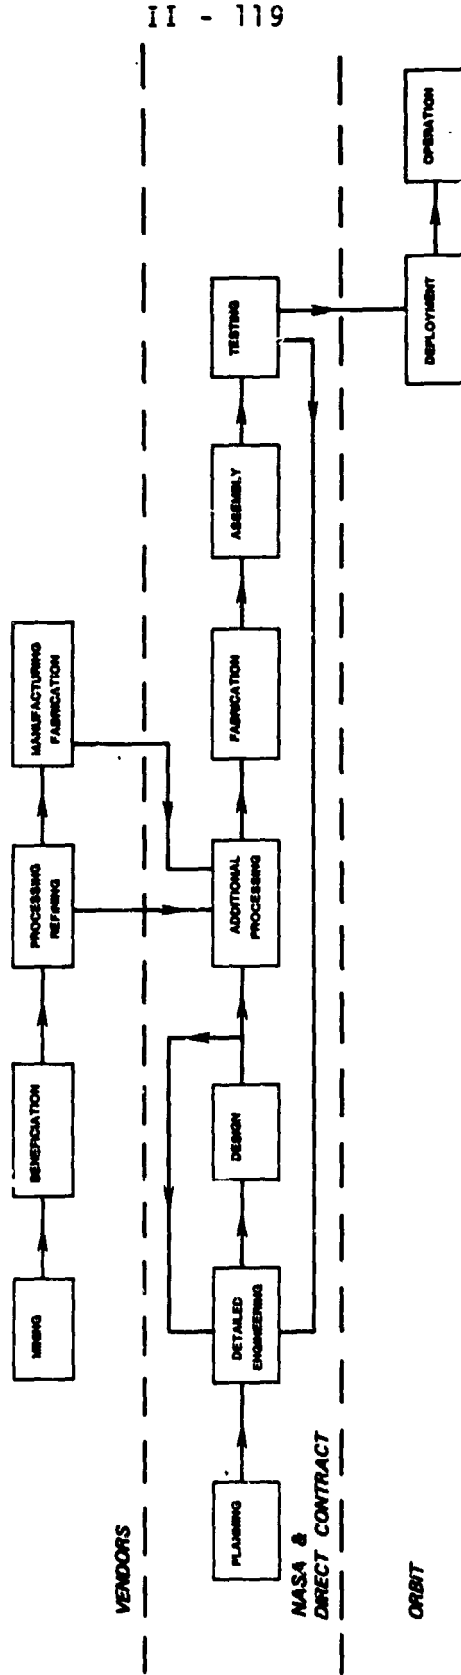 II - 119
MINING
BENEFICIATION
PROCESSING
REFINING
MANUFACTURING
FABRICATION
VENDORS
PLANNING
DETAILED
ENGINEERING
DESIGN
ADDITIONAL
PROCESSING
FABRICATION
ASSEMBLY
TESTING
NASA &
DIRECT CONTRACT
DEPLOYMENT
OPERATION
ORBIT